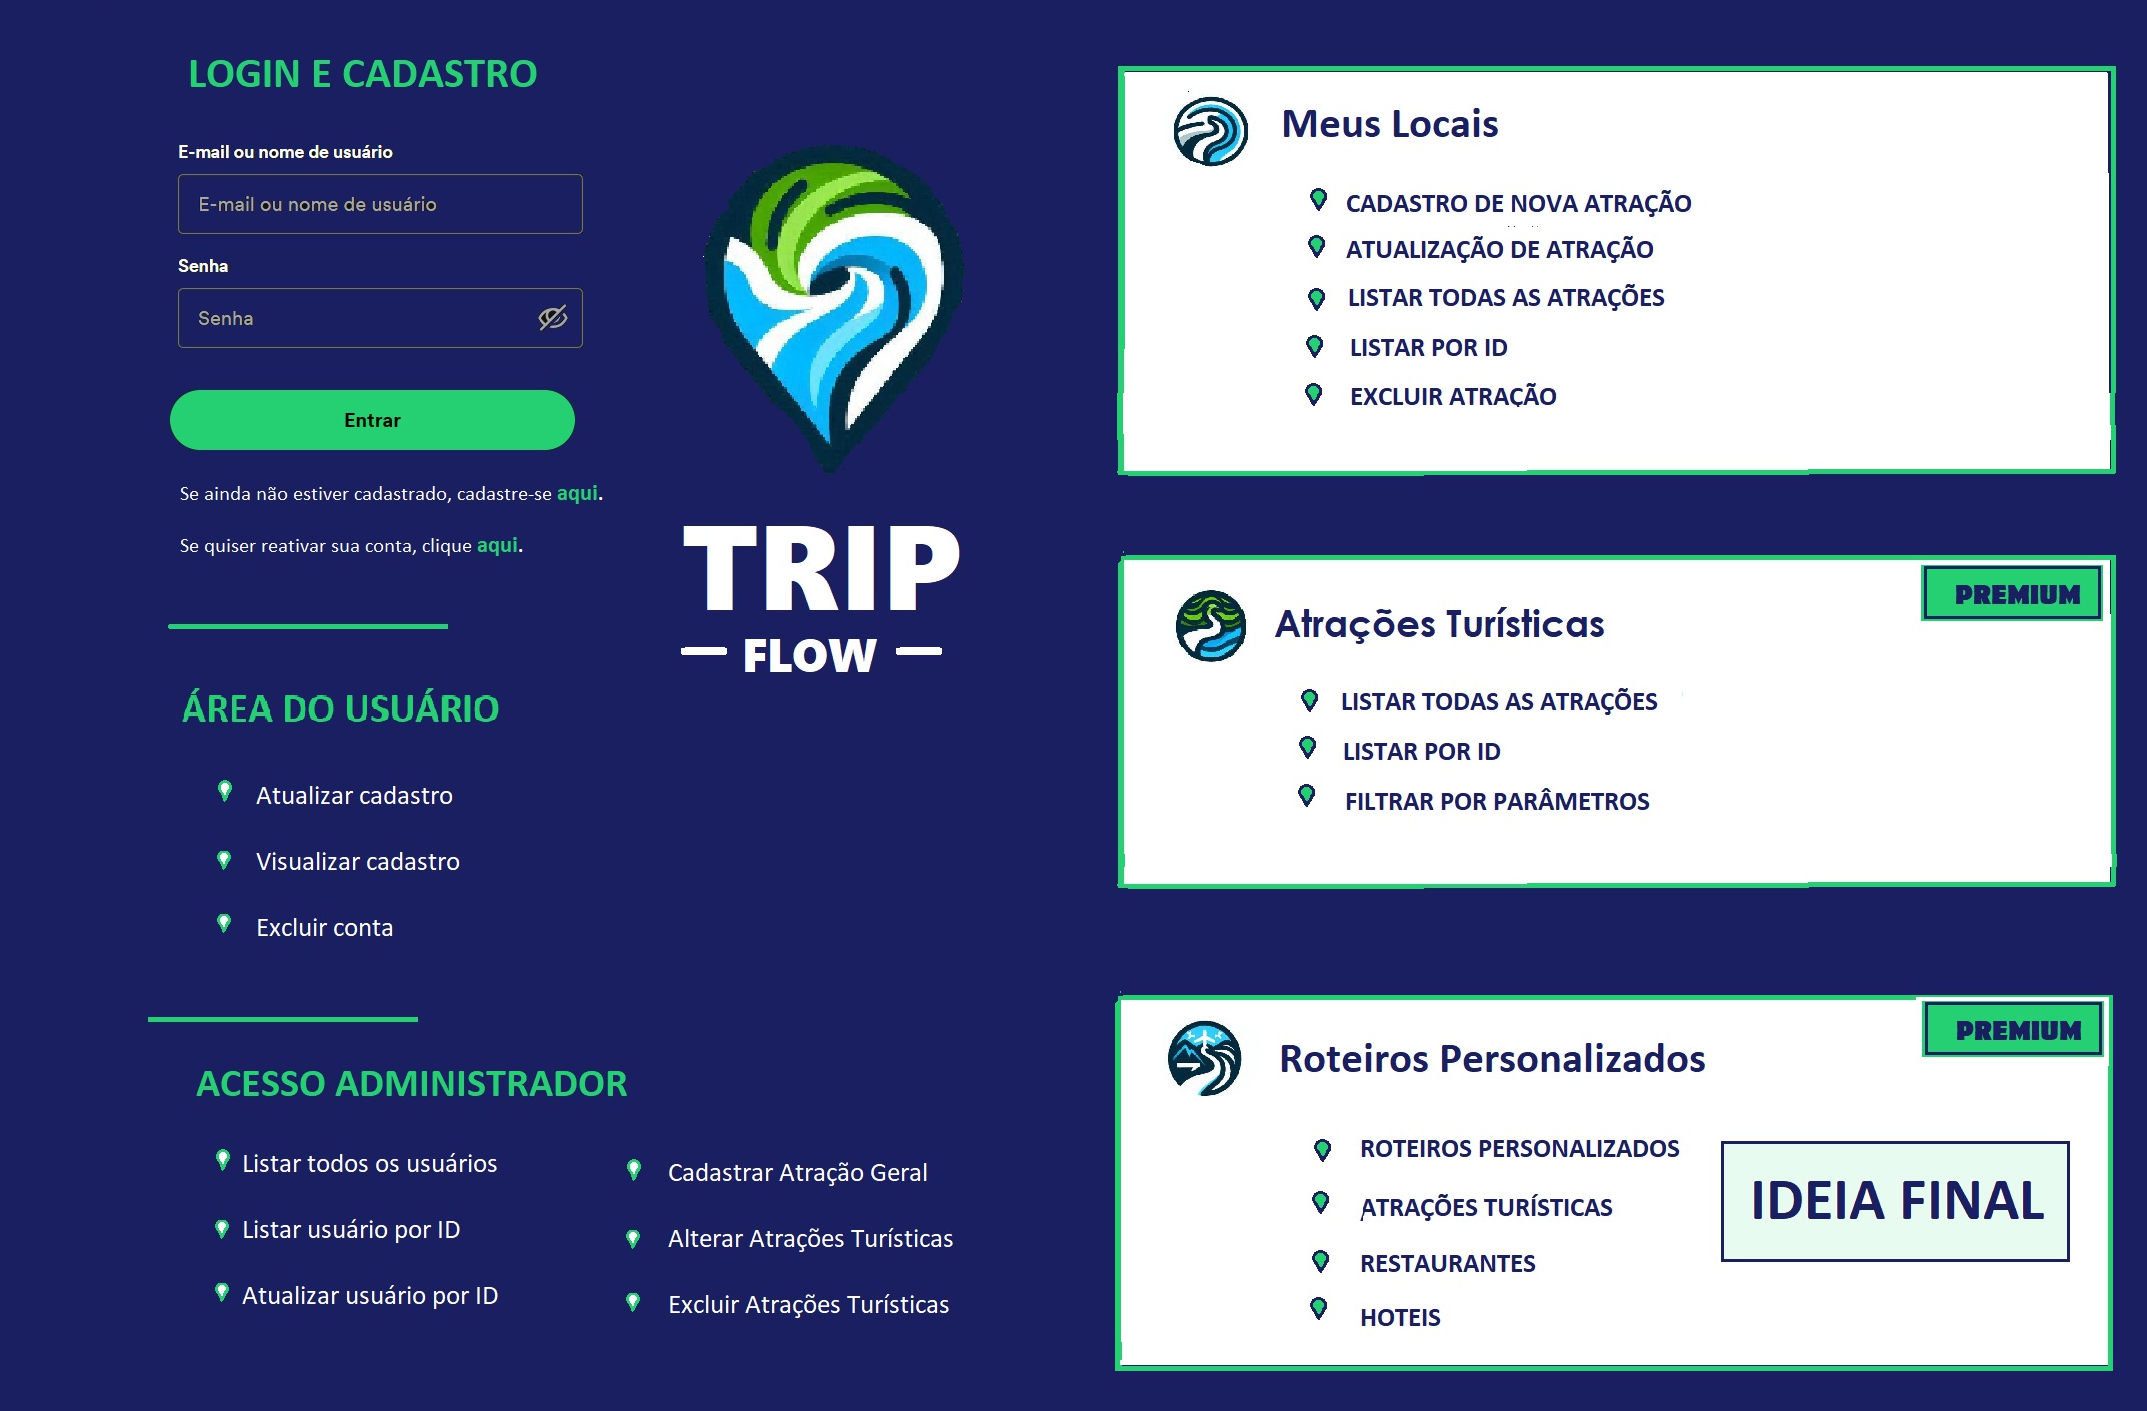 LOGIN E CADASTRO
E-mail ou nome de usuário
E-mail ou nome de usuário
Senha
Senha
Entrar
Se ainda não estiver cadastrado, cadastre-se aqui.
Se quiser reativar sua conta, clique aqui.
ÁREA DO USUÁRIO
Atualizar cadastro
Visualizar cadastro
Excluir conta
ACESSO ADMINISTRADOR
Listar todos os usuários
Listar usuário por ID
Atualizar usuário por ID
Cadastrar Atração Geral
Alterar Atrações Turísticas
Excluir Atrações Turísticas
TRIP
FLOW
Meus Locais
CADASTRO DE NOVA ATRAÇÃO
ATUALIZAÇÃO DE ATRAÇÃO
LISTAR TODAS AS ATRAÇÕES
LISTAR POR ID
EXCLUIR ATRAÇÃO
PREMIUM
Atrações Turísticas
LISTAR TODAS AS ATRAÇÕES
LISTAR POR ID
FILTRAR POR PARÂMETROS
PREMIUM
Roteiros Personalizados
ROTEIROS PERSONALIZADOS
ATRAÇÕES TURÍSTICAS
RESTAURANTES
HOTEIS
IDEIA FINAL